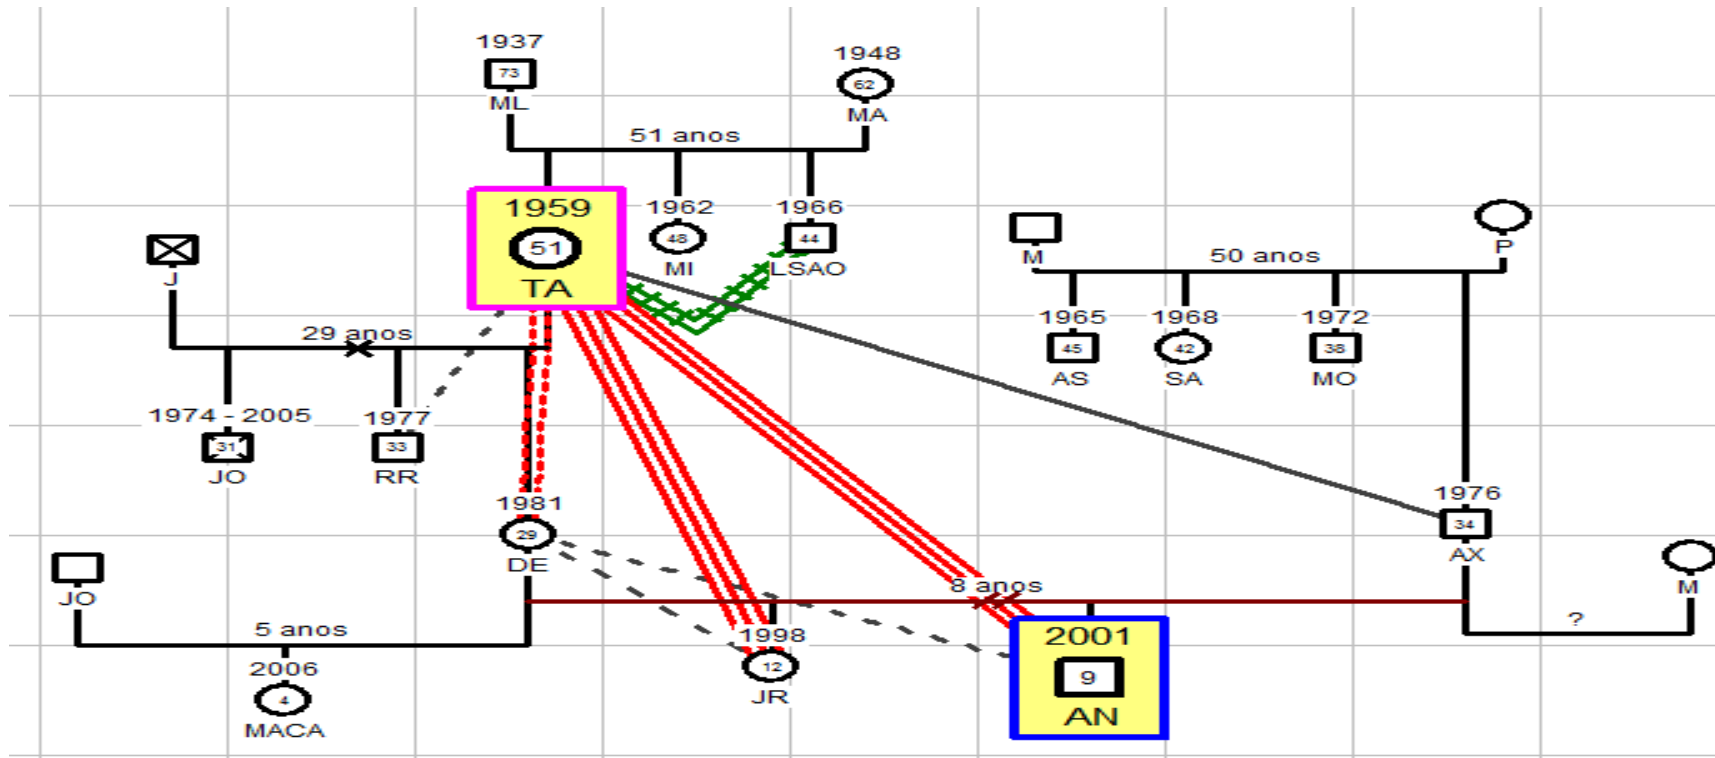 1937
73
ML
1948
62
MA
51 anos
1959
51
TA
1962
48
MI
1966
44
LSAO
J
29 anos
1974 - 2005
31
JO
1977
33
RR
1981
29
DE
M
P
50 anos
1965
45
AS
1968
42
SA
1972
38
MO
1976
34
AX
M
?
JO
5 anos
2006
4
MACA
8 anos
1998
12
JR
2001
9
AN